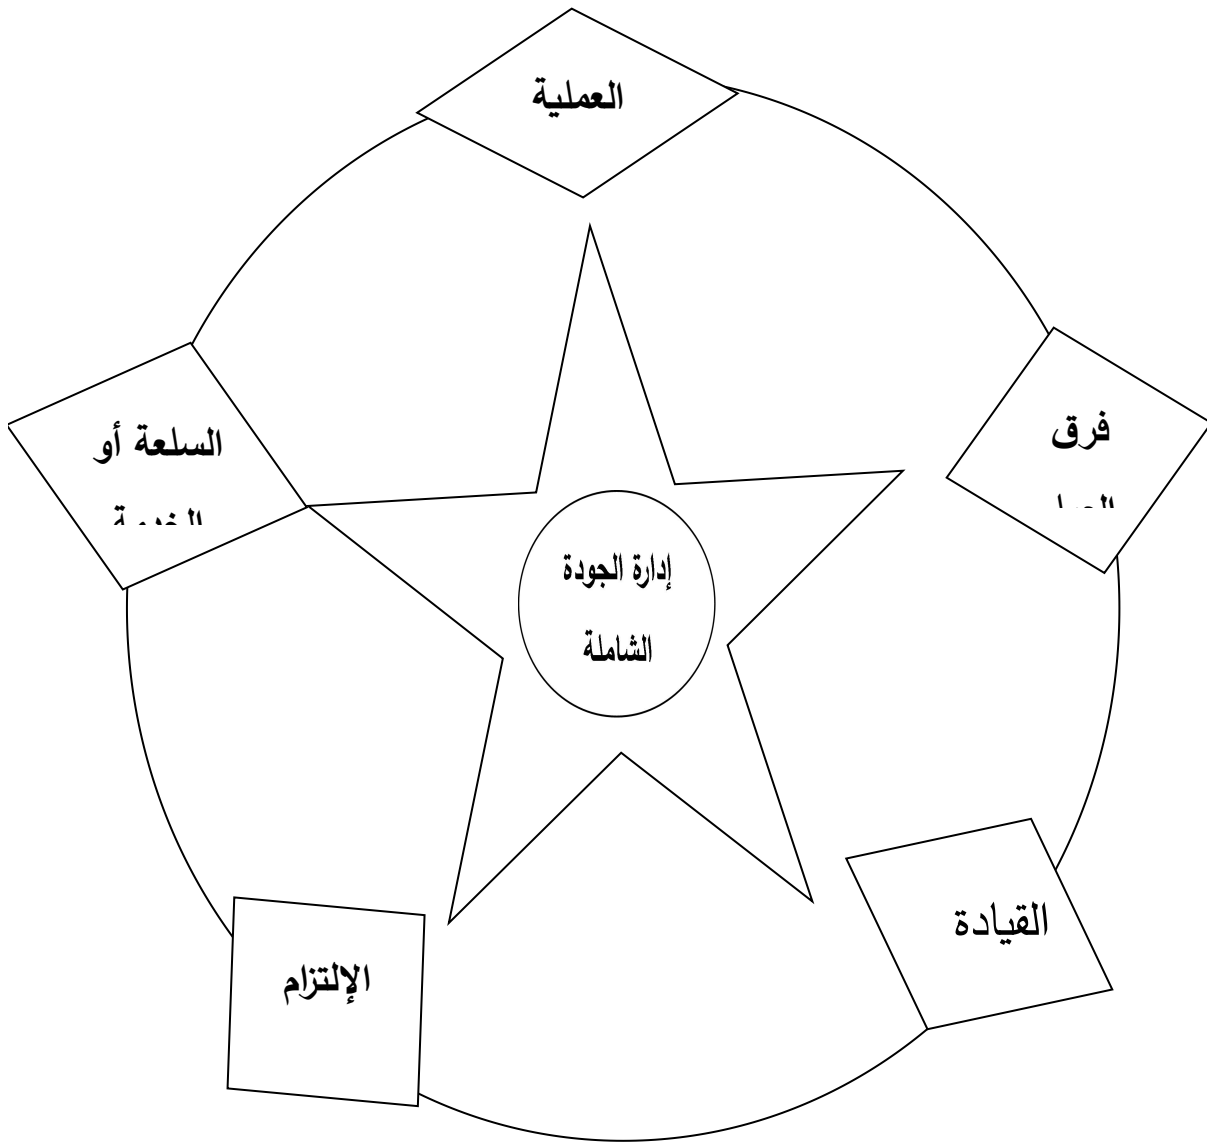 العملية
فرق
السلعة أو
إدارة الجودة
الشاملة
القيادة
الإلتزام